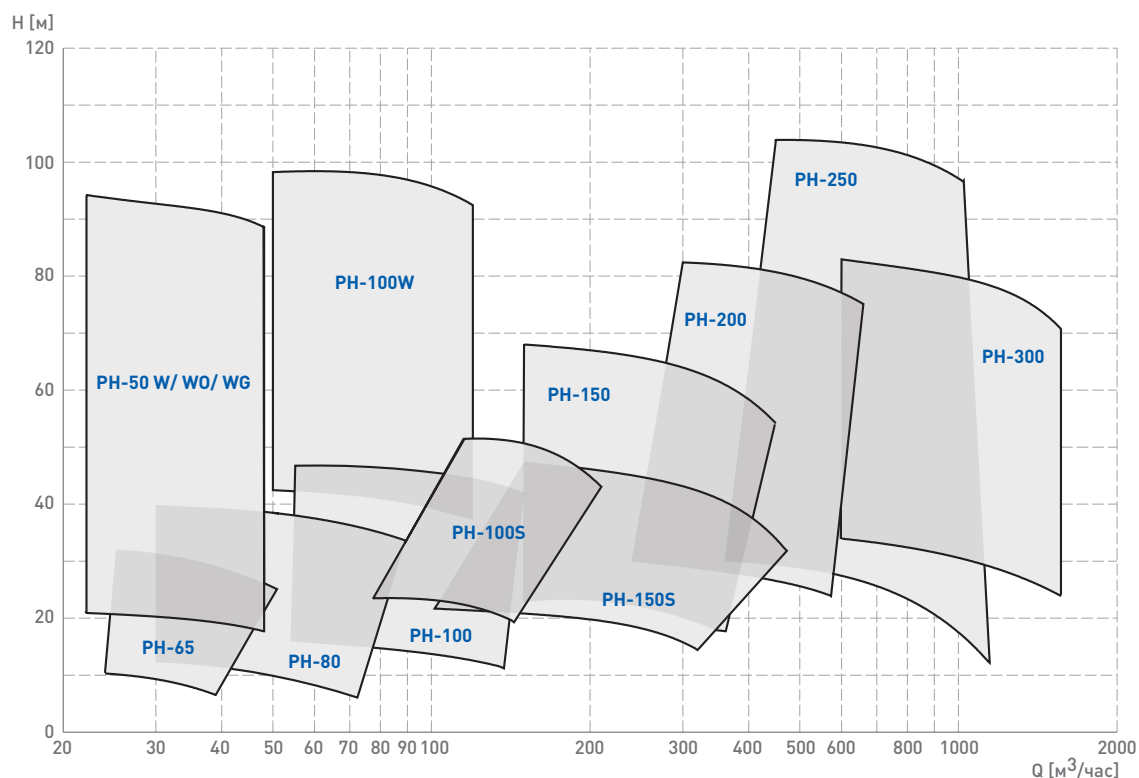 H [м]
120
100
80
60
40
20
0
PH-250
PH-100W
PH-200
PH-300
PH-50 W/ WO/ WG
PH-150
PH-100S
PH-150S
PH-100
PH-65
PH-80
20 30 40 50 60 70 80 90 100 200 300 400 500 600 800 1000 2000
Q [м³/час]